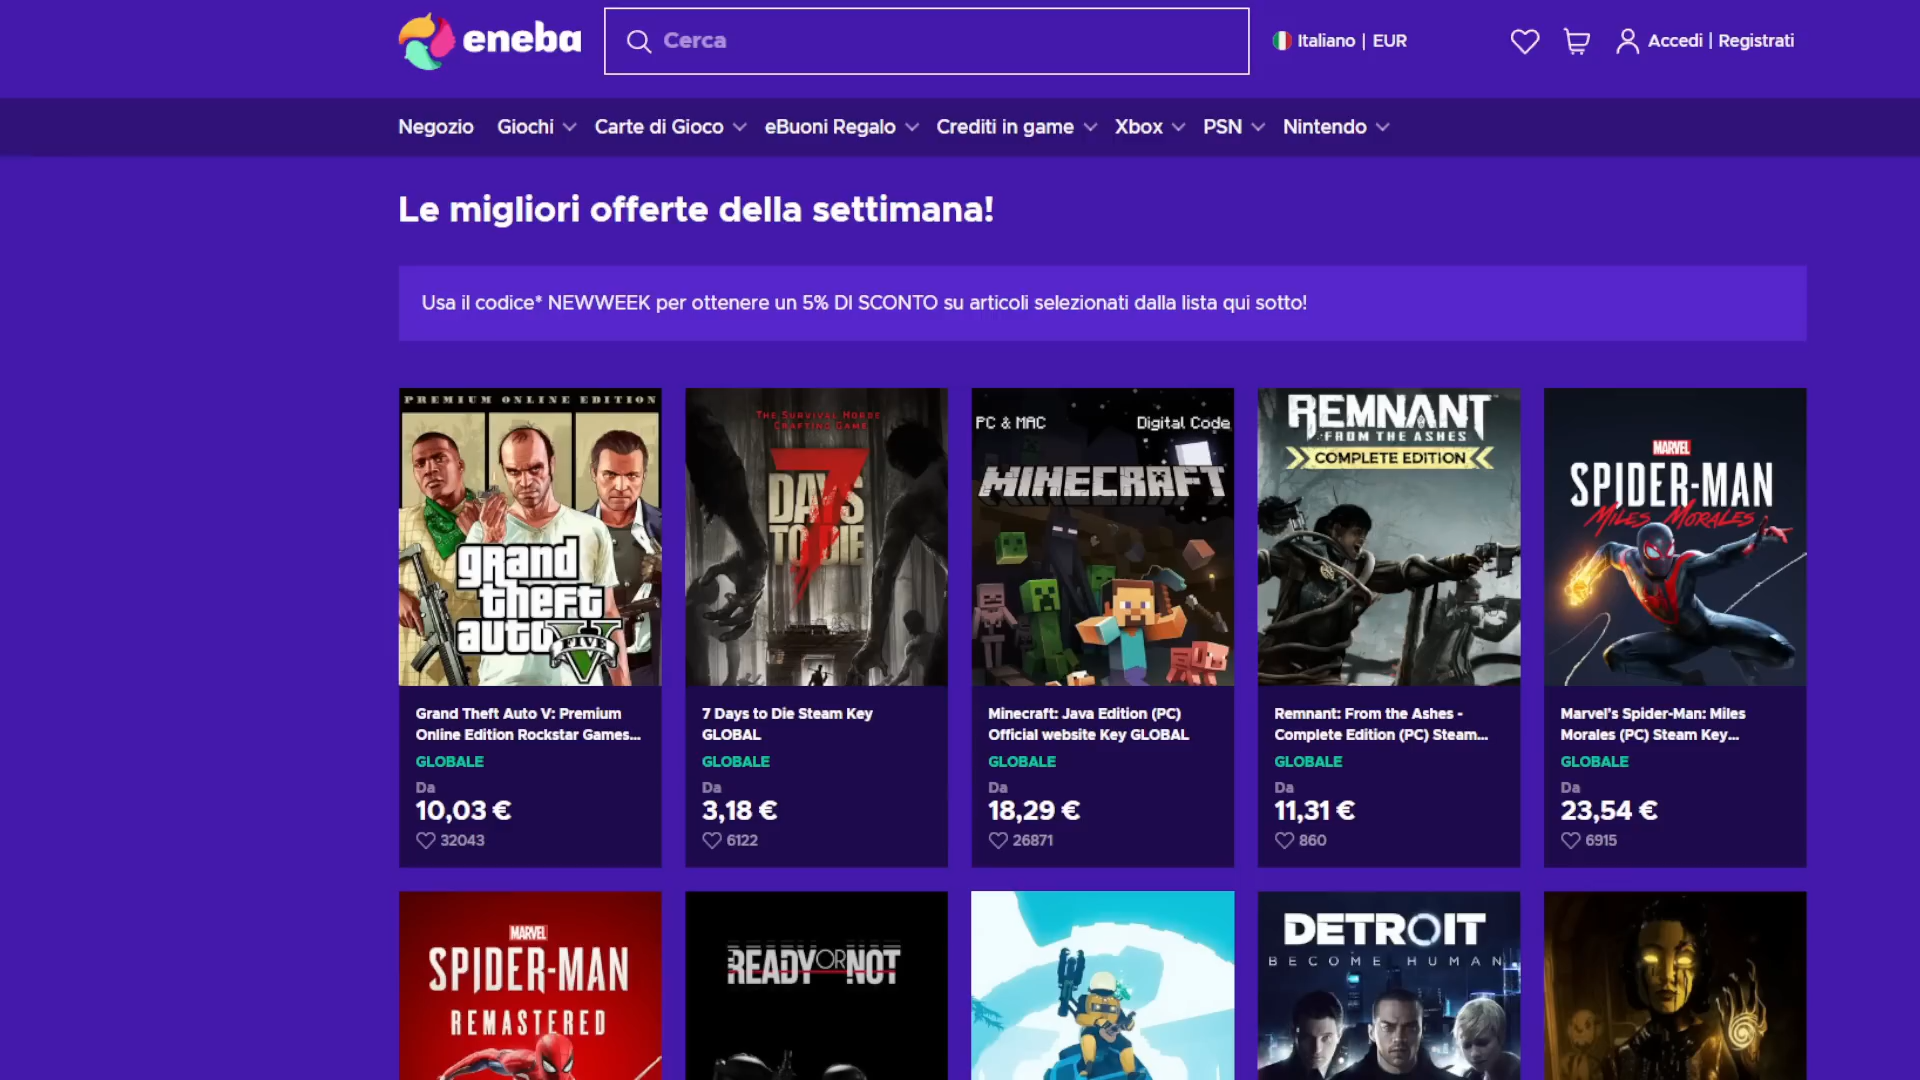 eneba
Cerca
Italiano | EUR
Accedi | Registrati
Negozio
Giochi
Carte di Gioco
eBuoni Regalo
Crediti in game
Xbox
PSN
Nintendo
Le migliori offerte della settimana!
Usa il codice* NEWWEEK per ottenere un 5% DI SCONTO su articoli selezionati dalla lista qui sotto!
PREMIUM ONLINE EDITION
grand
theft
auto V
FIVE
Grand Theft Auto V: Premium
Online Edition Rockstar Games...
GLOBALE
Da
10,03 €
32043
THE SURVIVAL HORDE
CRAFTING GAME
7
DAYS
TO DIE
7 Days to Die Steam Key
GLOBAL
GLOBALE
Da
3,18 €
6122
PC & MAC
Digital Code
MINECRAFT
Minecraft: Java Edition (PC)
Official website Key GLOBAL
GLOBALE
Da
18,29 €
26871
REMNANT
FROM THE ASHES
COMPLETE EDITION
Remnant: From the Ashes -
Complete Edition (PC) Steam...
GLOBALE
Da
11,31 €
860
MARVEL
SPIDER-MAN
MILES MORALES
Marvel's Spider-Man: Miles
Morales (PC) Steam Key...
GLOBALE
Da
23,54 €
6915
MARVEL
SPIDER-MAN
REMASTERED
READY OR NOT
DETROIT
BECOME HUMAN